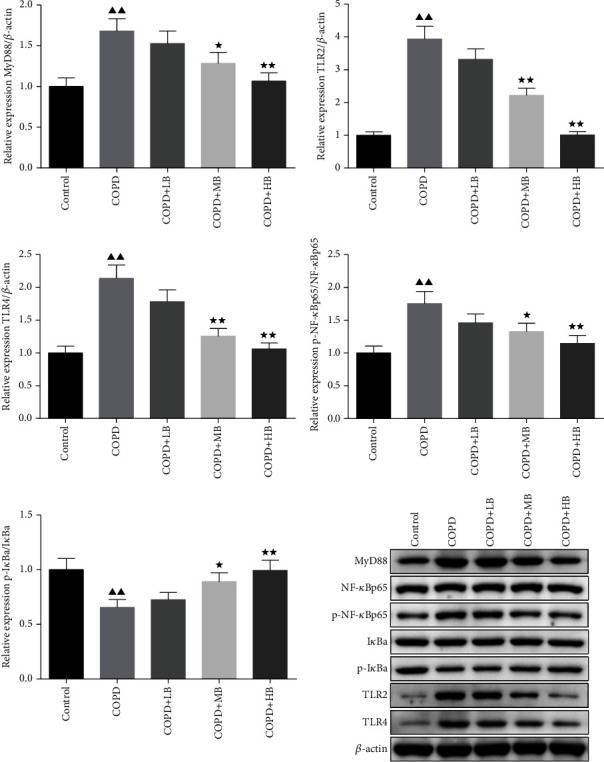 Relative expression MyD88/β-actin
2.0
1.5
1.0
0.5
0.0
▲▲
★
★★
Control
COPD
COPD+LB
COPD+MB
COPD+HB
Relative expression TLR2/β-actin
5
4
3
2
1
0
▲▲
★★
★★
Control
COPD
COPD+LB
COPD+MB
COPD+HB
Relative expression TLR4/β-actin
2.5
2.0
1.5
1.0
0.5
0.0
▲▲
★★
★★
Control
COPD
COPD+LB
COPD+MB
COPD+HB
Relative expression p-NF-κBp65/NF-κBp65
2.5
2.0
1.5
1.0
0.5
0.0
▲▲
★
★★
Control
COPD
COPD+LB
COPD+MB
COPD+HB
Relative expression p-IκBa/IκBa
1.5
1.0
0.5
0.0
▲▲
★
★★
Control
COPD
COPD+LB
COPD+MB
COPD+HB
Control
COPD
COPD+LB
COPD+MB
COPD+HB
MyD88
NF-κBp65
p-NF-κBp65
IκBa
p-IκBa
TLR2
TLR4
β-actin